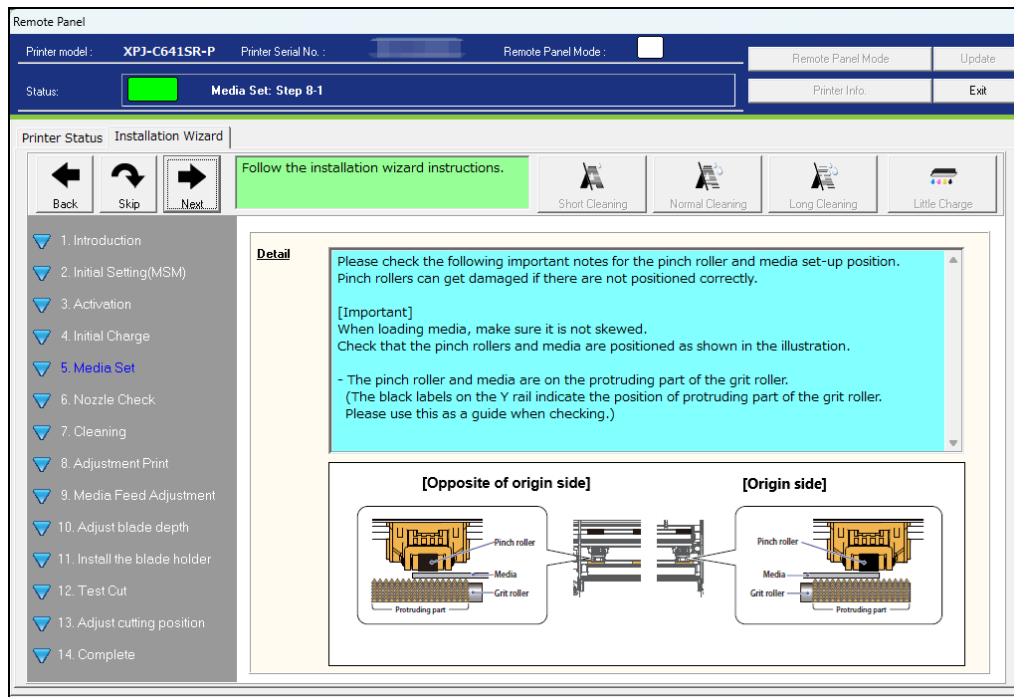 Remote Panel
Printer model : XPJ-C641SR-P Printer Serial No. : Remote Panel Mode :
Remote Panel Mode Update
Status: Media Set: Step 8-1
Printer Info. Exit
Printer Status Installation Wizard
Follow the installation wizard instructions.
Back Skip Next Short Cleaning Normal Cleaning Long Cleaning Little Charge
1. Introduction
2. Initial Setting(MSM)
3. Activation
4. Initial Charge
5. Media Set
6. Nozzle Check
7. Cleaning
8. Adjustment Print
9. Media Feed Adjustment
10. Adjust blade depth
11. Install the blade holder
12. Test Cut
13. Adjust cutting position
14. Complete
Detail
Please check the following important notes for the pinch roller and media set-up position.
Pinch rollers can get damaged if there are not positioned correctly.
[Important]
When loading media, make sure it is not skewed.
Check that the pinch rollers and media are positioned as shown in the illustration.
- The pinch roller and media are on the protruding part of the grit roller.
(The black labels on the Y rail indicate the position of protruding part of the grit roller.
Please use this as a guide when checking.)
[Opposite of origin side] [Origin side]
Pinch roller
Media
Grit roller
Protruding part
Pinch roller
Media
Grit roller
Protruding part